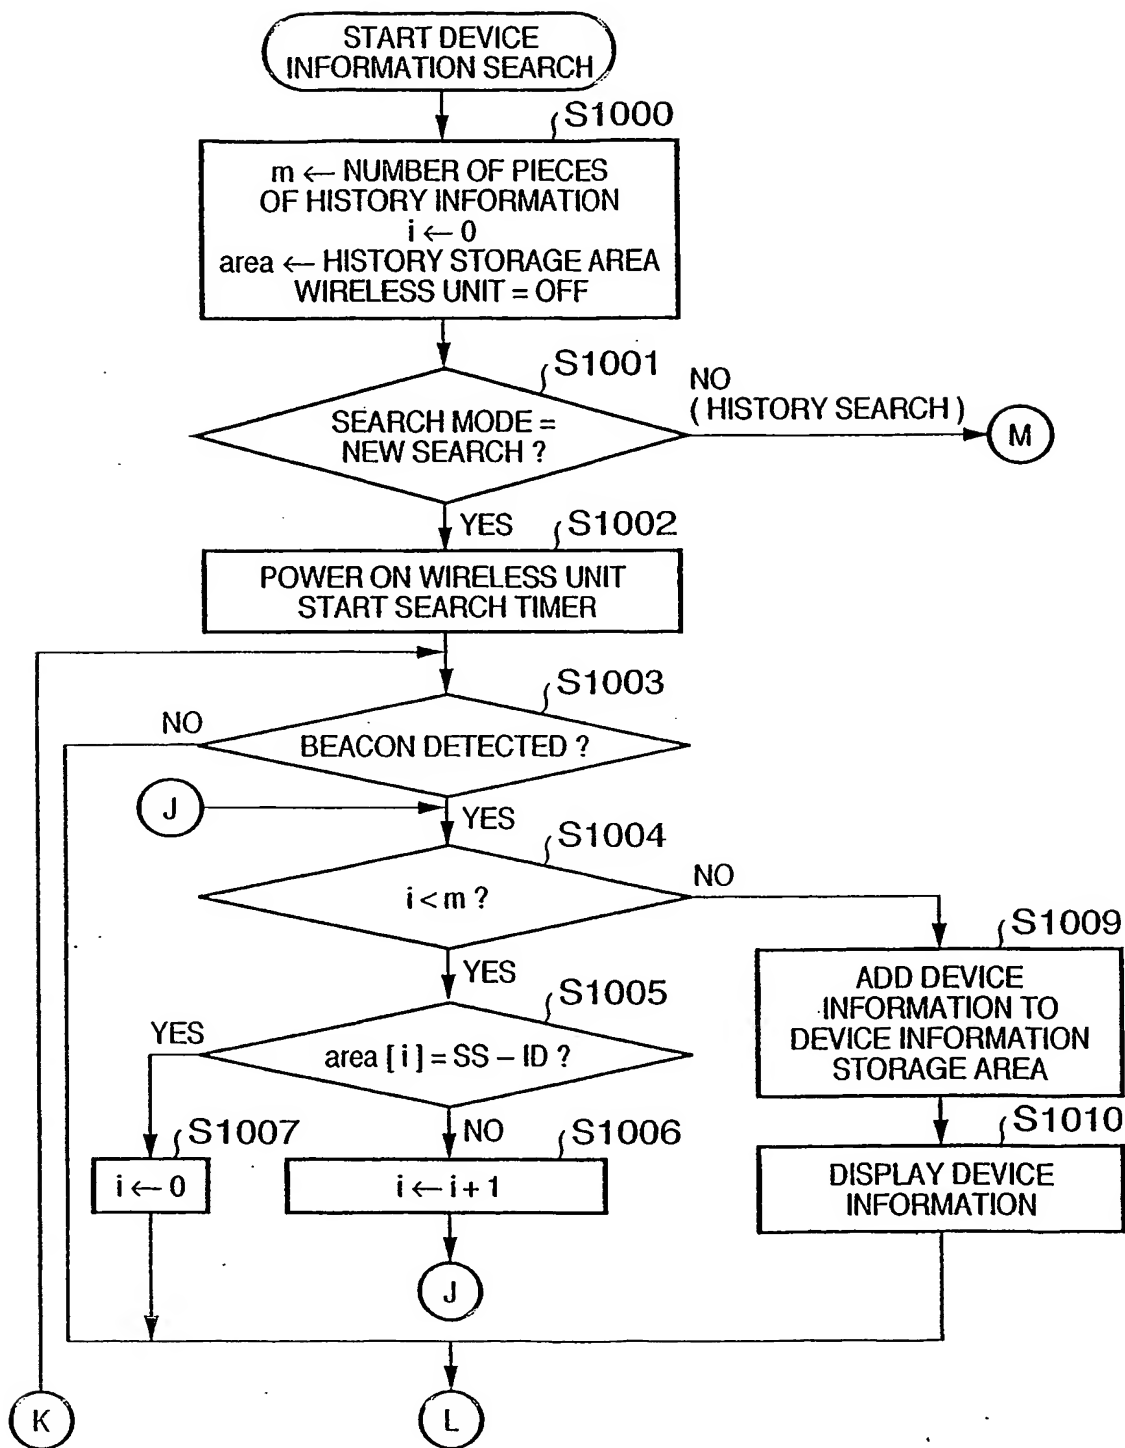 START DEVICE
INFORMATION SEARCH
S1000
m ← NUMBER OF PIECES
OF HISTORY INFORMATION
i ← 0
area ← HISTORY STORAGE AREA
WIRELESS UNIT = OFF
S1001
SEARCH MODE =
NEW SEARCH ?
NO
( HISTORY SEARCH )
M
YES
S1002
POWER ON WIRELESS UNIT
START SEARCH TIMER
S1003
NO
BEACON DETECTED ?
J
YES
S1004
i < m ?
NO
S1009
ADD DEVICE
INFORMATION TO
DEVICE INFORMATION
STORAGE AREA
YES
S1005
YES
area [ i ] = SS – ID ?
S1010
DISPLAY DEVICE
INFORMATION
S1007
i ← 0
NO
S1006
i ← i + 1
J
K
L